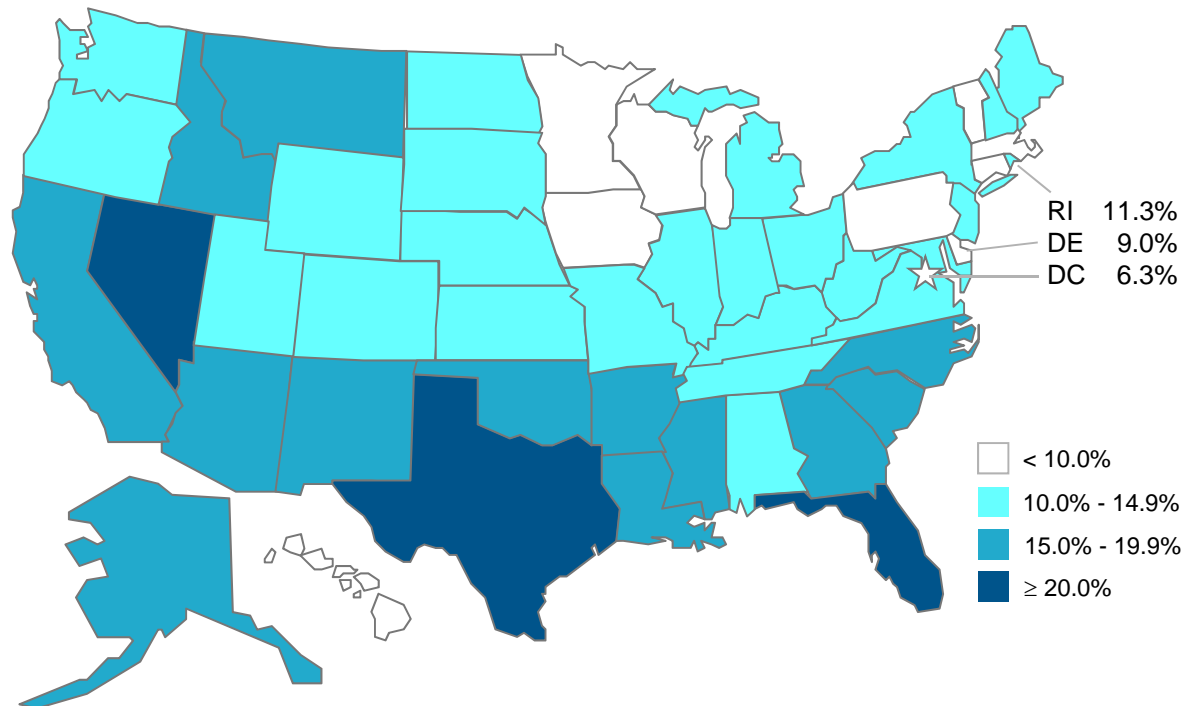 RI 11.3%
DE 9.0%
DC 6.3%
< 10.0%
10.0% - 14.9%
15.0% - 19.9%
≥ 20.0%